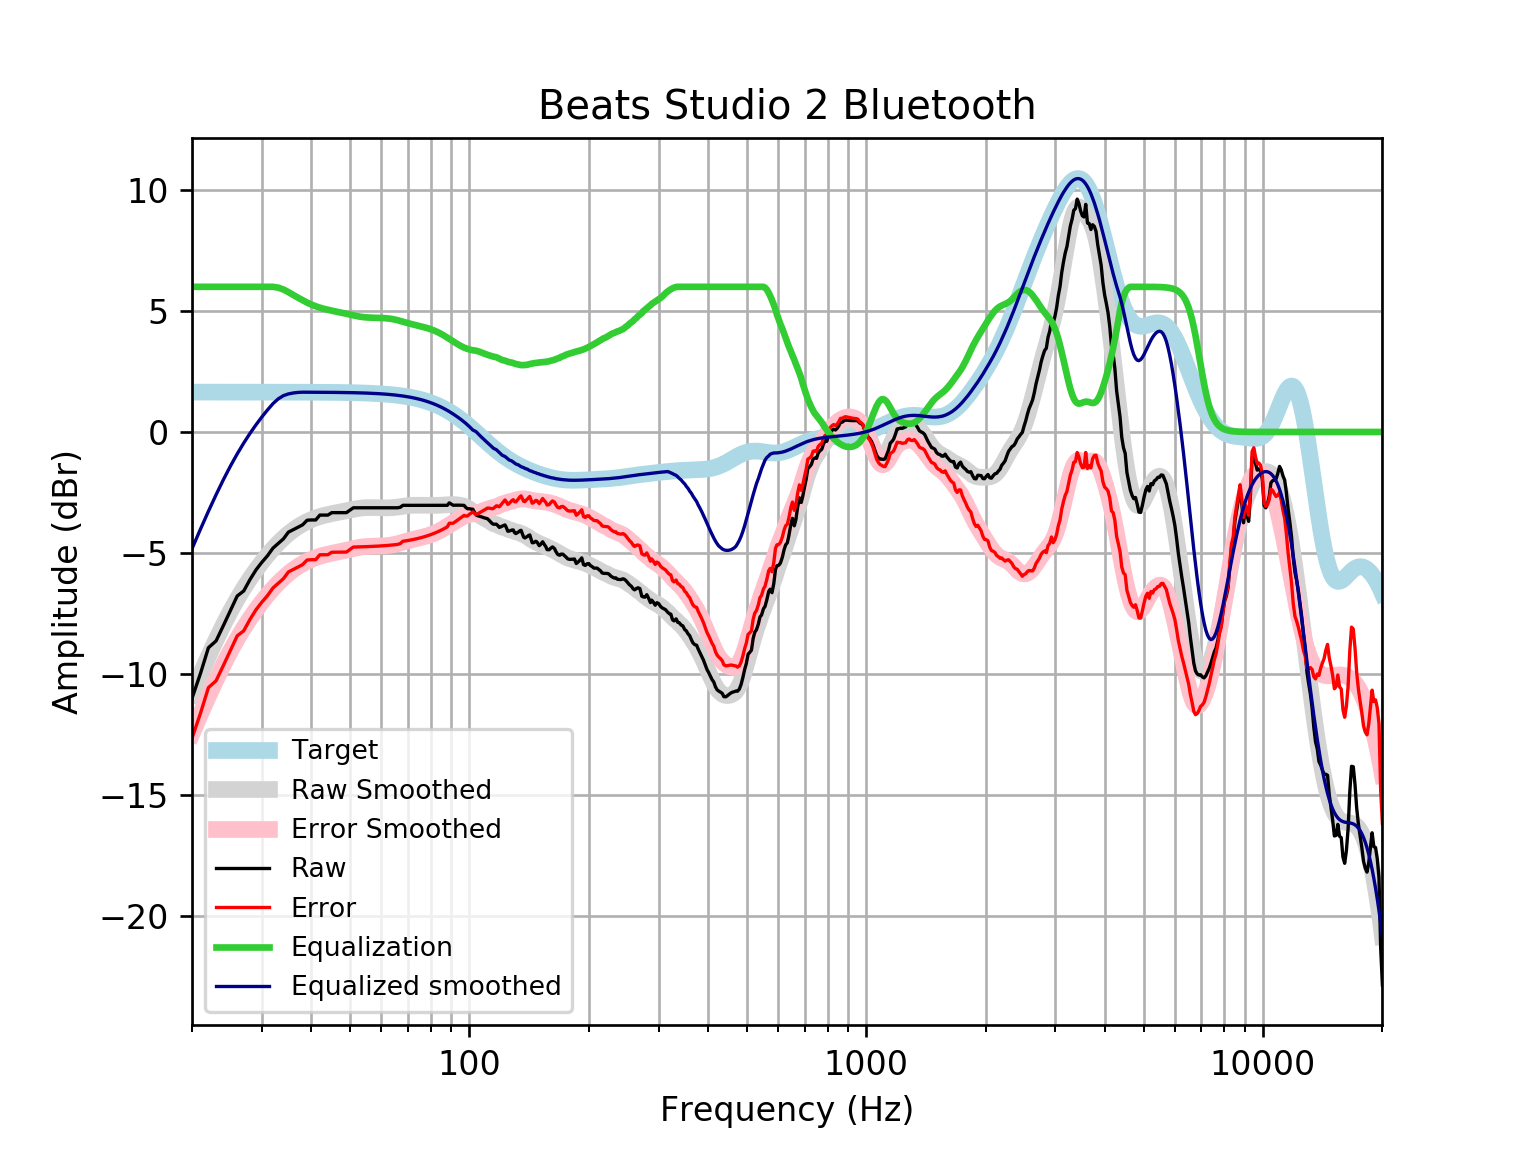 Beats Studio 2 Bluetooth
Amplitude (dBr)
10
5
0
−5
−10
−15
−20
Target
Raw Smoothed
Error Smoothed
Raw
Error
Equalization
Equalized smoothed
100 1000 10000
Frequency (Hz)